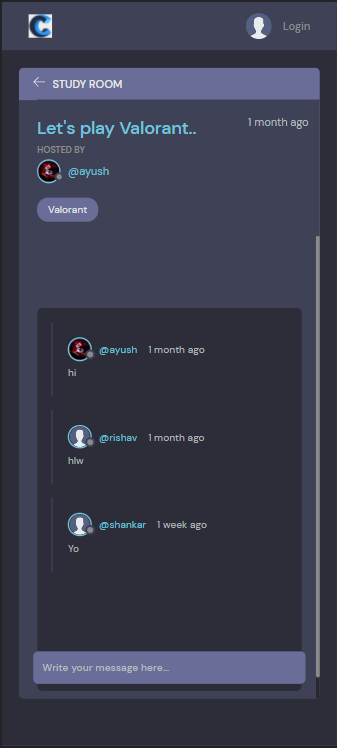 C
Login
STUDY ROOM
Let's play Valorant..
1 month ago
HOSTED BY
@ayush
Valorant
@ayush 1 month ago
hi
@rishav 1 month ago
hlw
@shankar 1 week ago
Yo
Write your message here...